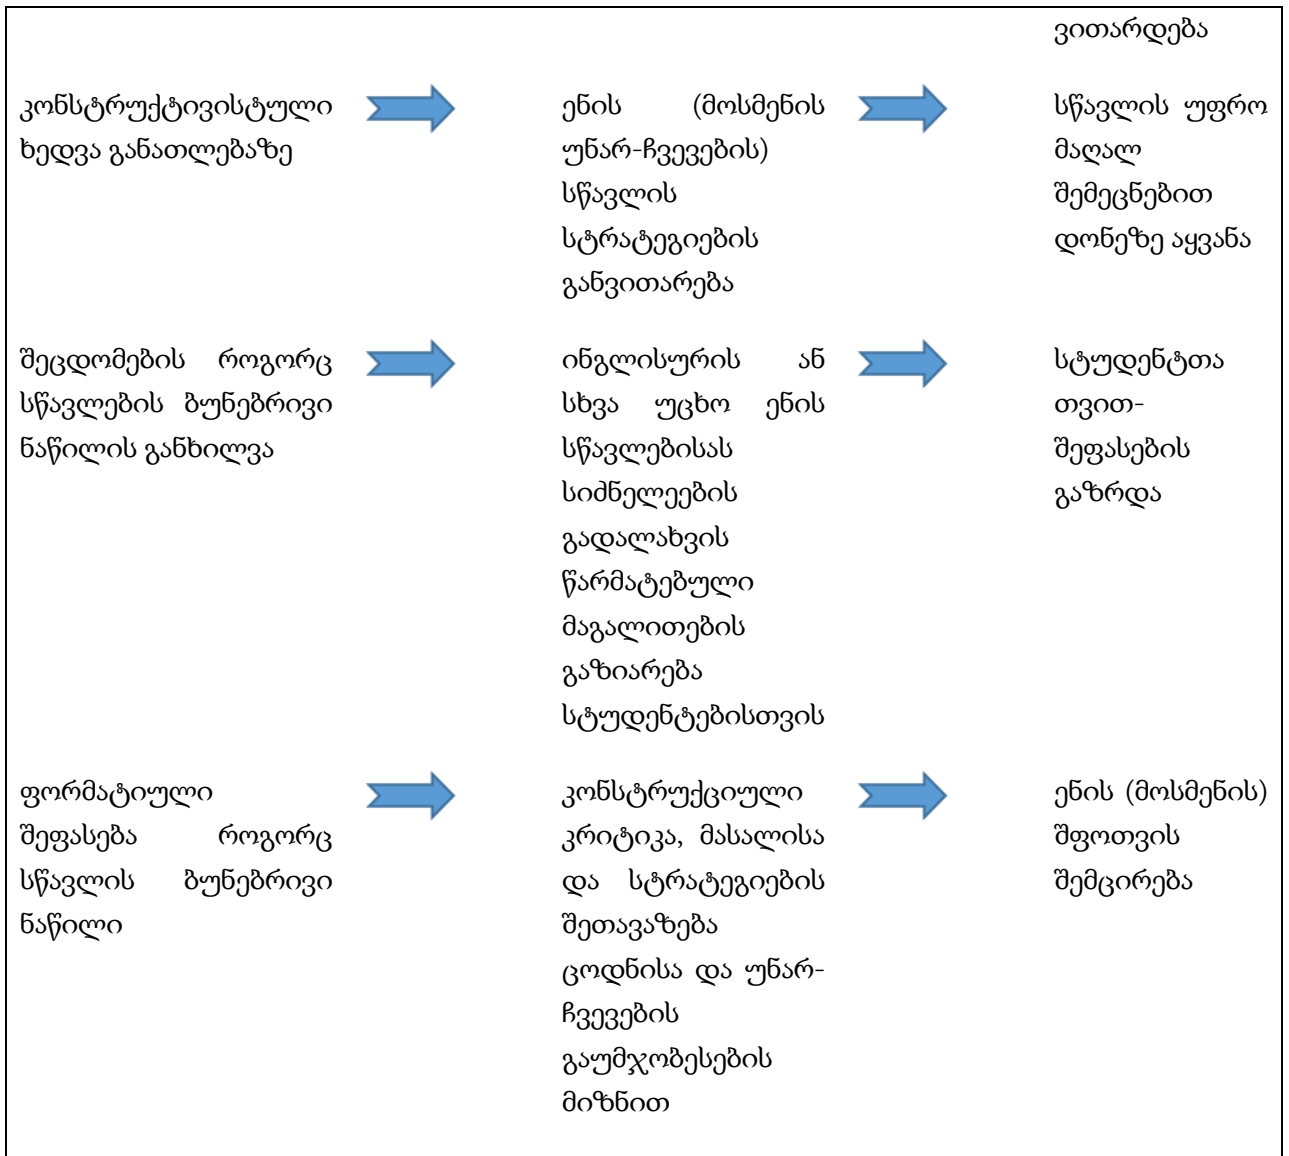 ვითარდება
კონსტრუქტივისტული
ხედვა განათლებაზე
ენის (მოსმენის
უნარ-ჩვევების)
სწავლის
სტრატეგიების
განვითარება
სწავლის უფრო
მაღალ
შემეცნებით
დონეზე აყვანა
შეცდომების როგორც
სწავლების ბუნებრივი
ნაწილის განხილვა
ინგლისურის ან
სხვა უცხო ენის
სწავლებისას
სიძნელეების
გადალახვის
წარმატებული
მაგალითების
გაზიარება
სტუდენტებისთვის
სტუდენტთა
თვით-
შეფასების
გაზრდა
ფორმატიული
შეფასება როგორც
სწავლის ბუნებრივი
ნაწილი
კონსტრუქციული
კრიტიკა, მასალისა
და სტრატეგიების
შეთავაზება
ცოდნისა და უნარ-
ჩვევების
გაუმჯობესების
მიზნით
ენის (მოსმენის)
შფოთვის
შემცირება